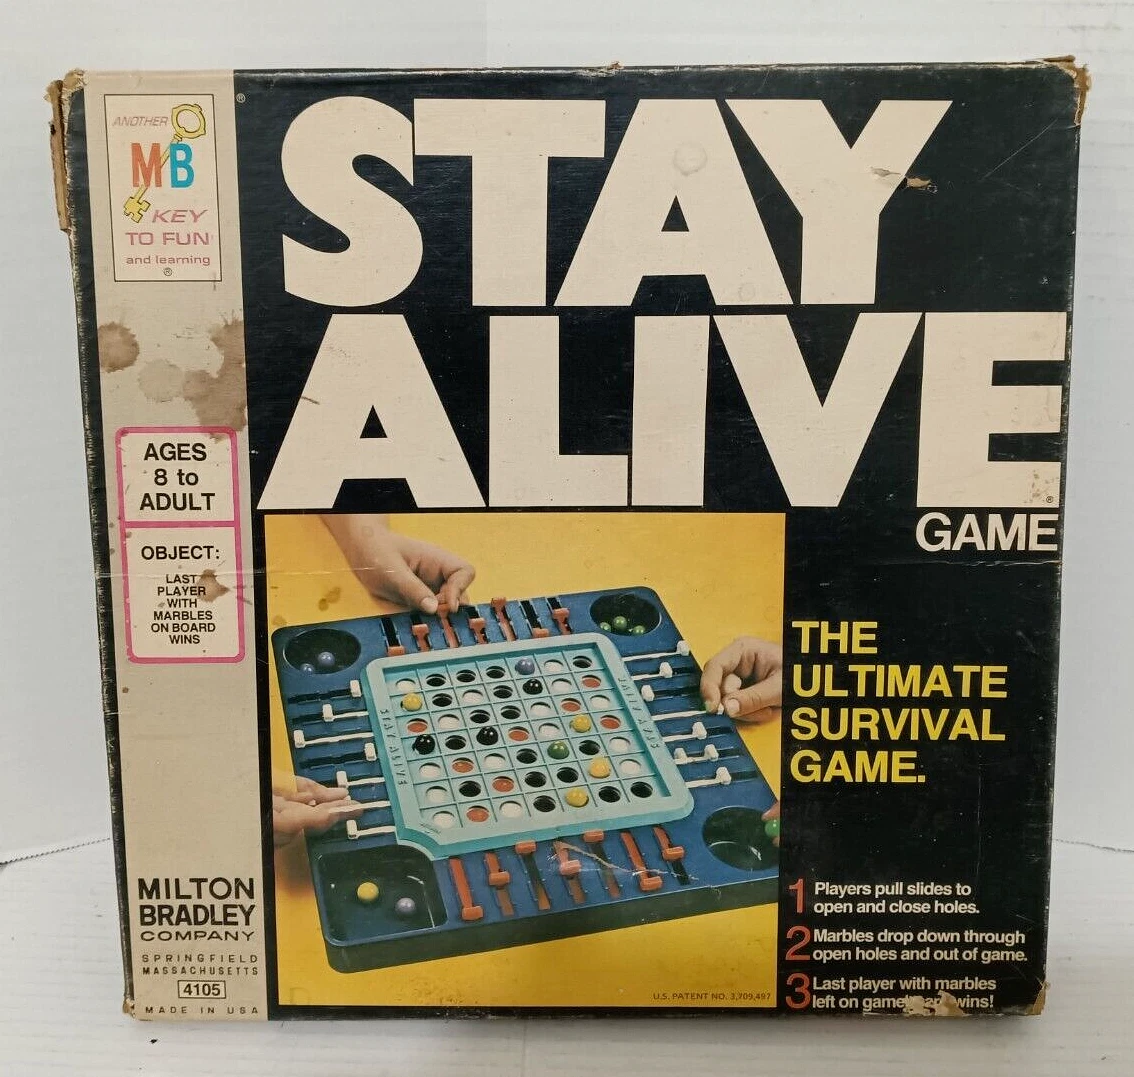 ANOTHER
MB
KEY
TO FUN
and learning
®
®
STAY
ALIVE
®
GAME
AGES
8 to
ADULT
OBJECT:
LAST
PLAYER
WITH
MARBLES
ON BOARD
WINS
STAY ALIVE
STAY ALIVE
THE
ULTIMATE
SURVIVAL
GAME.
1 Players pull slides to
open and close holes.
2 Marbles drop down through
open holes and out of game.
3 Last player with marbles
left on game wins!
U.S. PATENT NO. 3,709,497
MILTON
BRADLEY
COMPANY
SPRINGFIELD
MASSACHUSETTS
4105
MADE IN USA